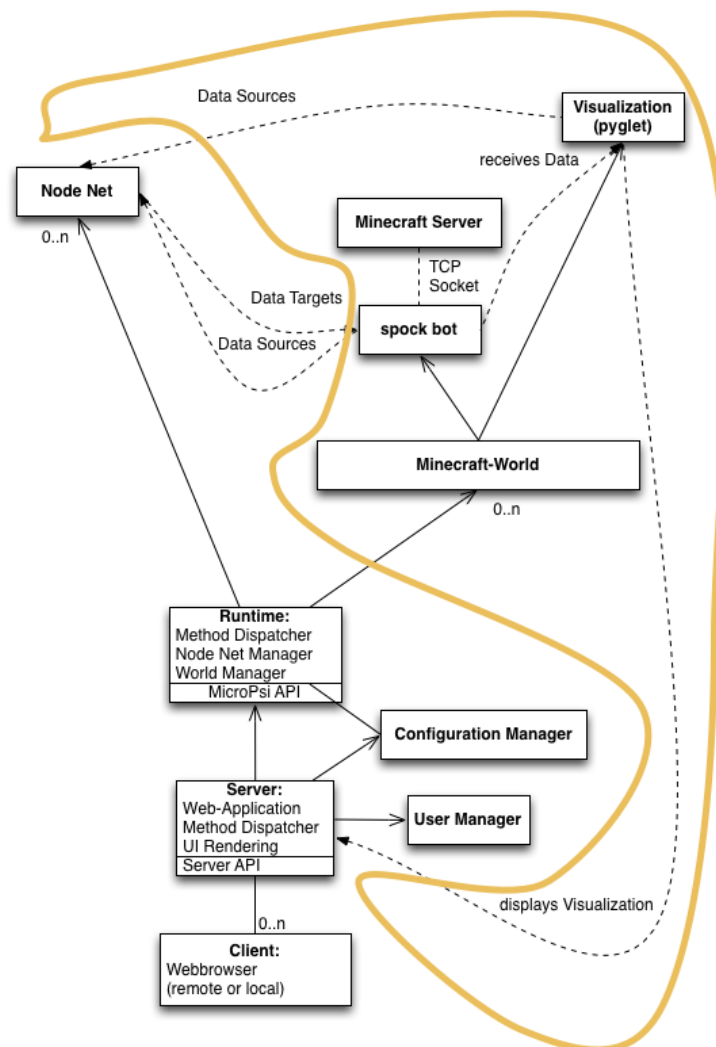 Data Sources
Visualization
(pyglet)
receives Data
Node Net
0..n
Minecraft Server
TCP
Socket
Data Targets
spock bot
Data Sources
Minecraft-World
0..n
Runtime:
Method Dispatcher
Node Net Manager
World Manager
MicroPsi API
Configuration Manager
Server:
Web-Application
Method Dispatcher
UI Rendering
Server API
User Manager
displays Visualization
0..n
Client:
Webbrowser
(remote or local)